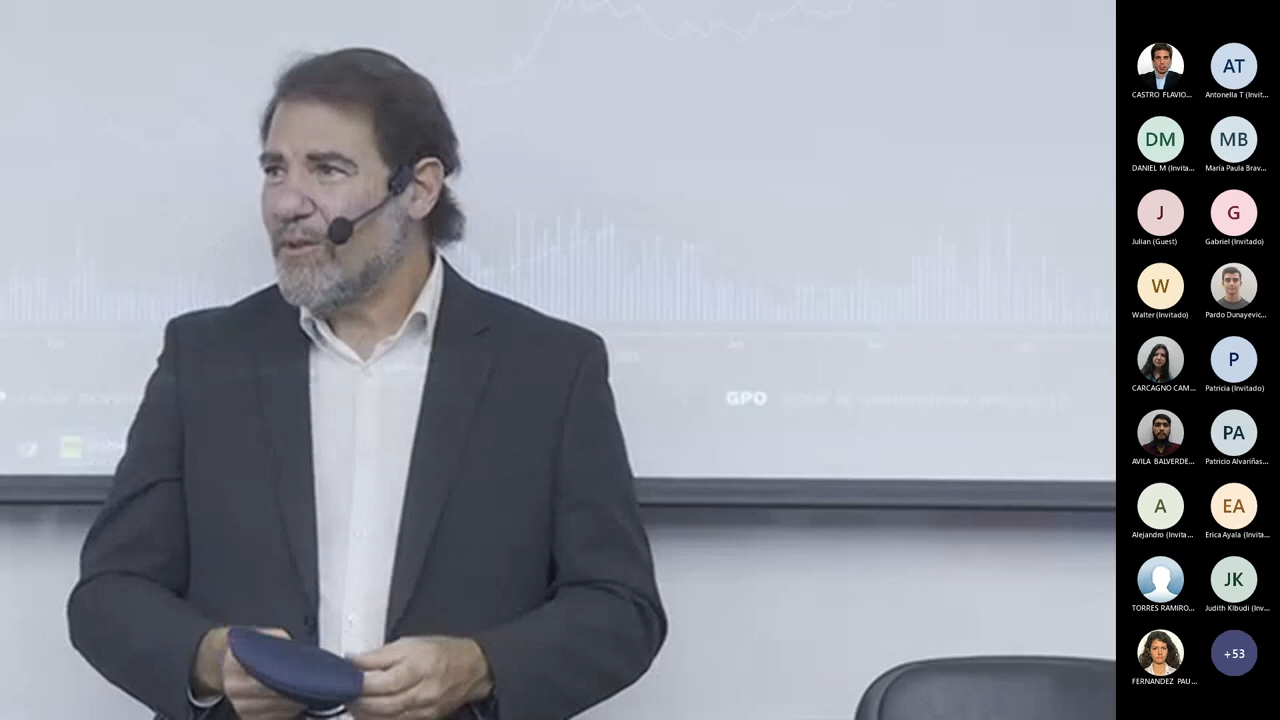 CASTRO FLAVIO...
AT
Antonella T (Invit...
DM
DANIEL M (Invita...
MB
María Paula Brav...
J
Julian (Guest)
G
Gabriel (Invitado)
W
Walter (Invitado)
Pardo Dunayevic...
CARCAGNO CAM...
P
Patricia (Invitado)
AVILA BALVERDE...
PA
Patricio Alvariñas...
A
Alejandro (Invita...
EA
Erica Ayala (Invita...
TORRES RAMIRO...
JK
Judith Klbudi (Inv...
FERNANDEZ PAU...
+53
GPO